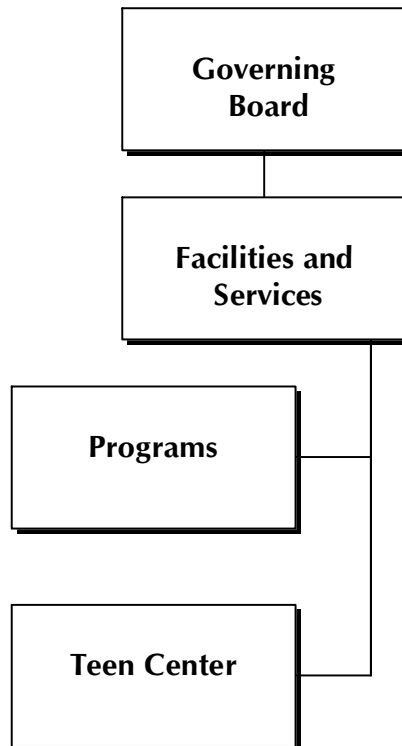 Governing
Board
Facilities and
Services
Programs
Teen Center